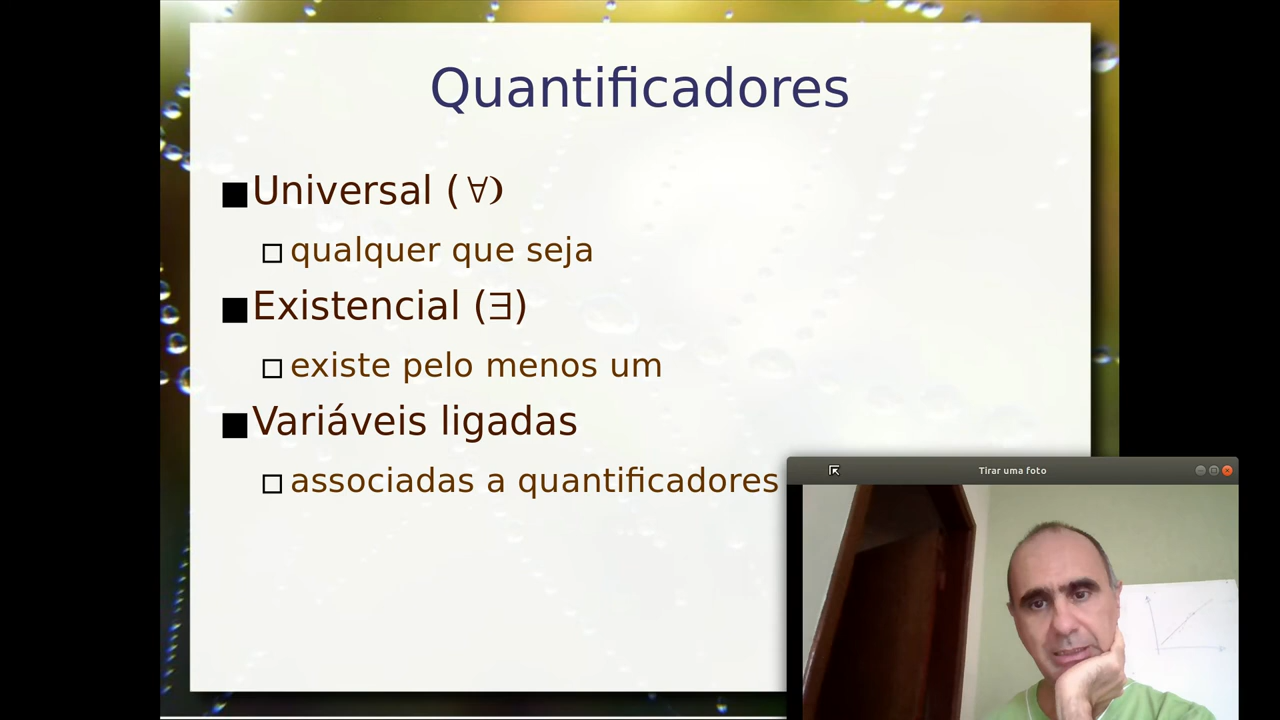 Quantificadores
Universal (∀)
qualquer que seja
Existencial (∃)
existe pelo menos um
Variáveis ligadas
associadas a quantificadores
Tirar uma foto